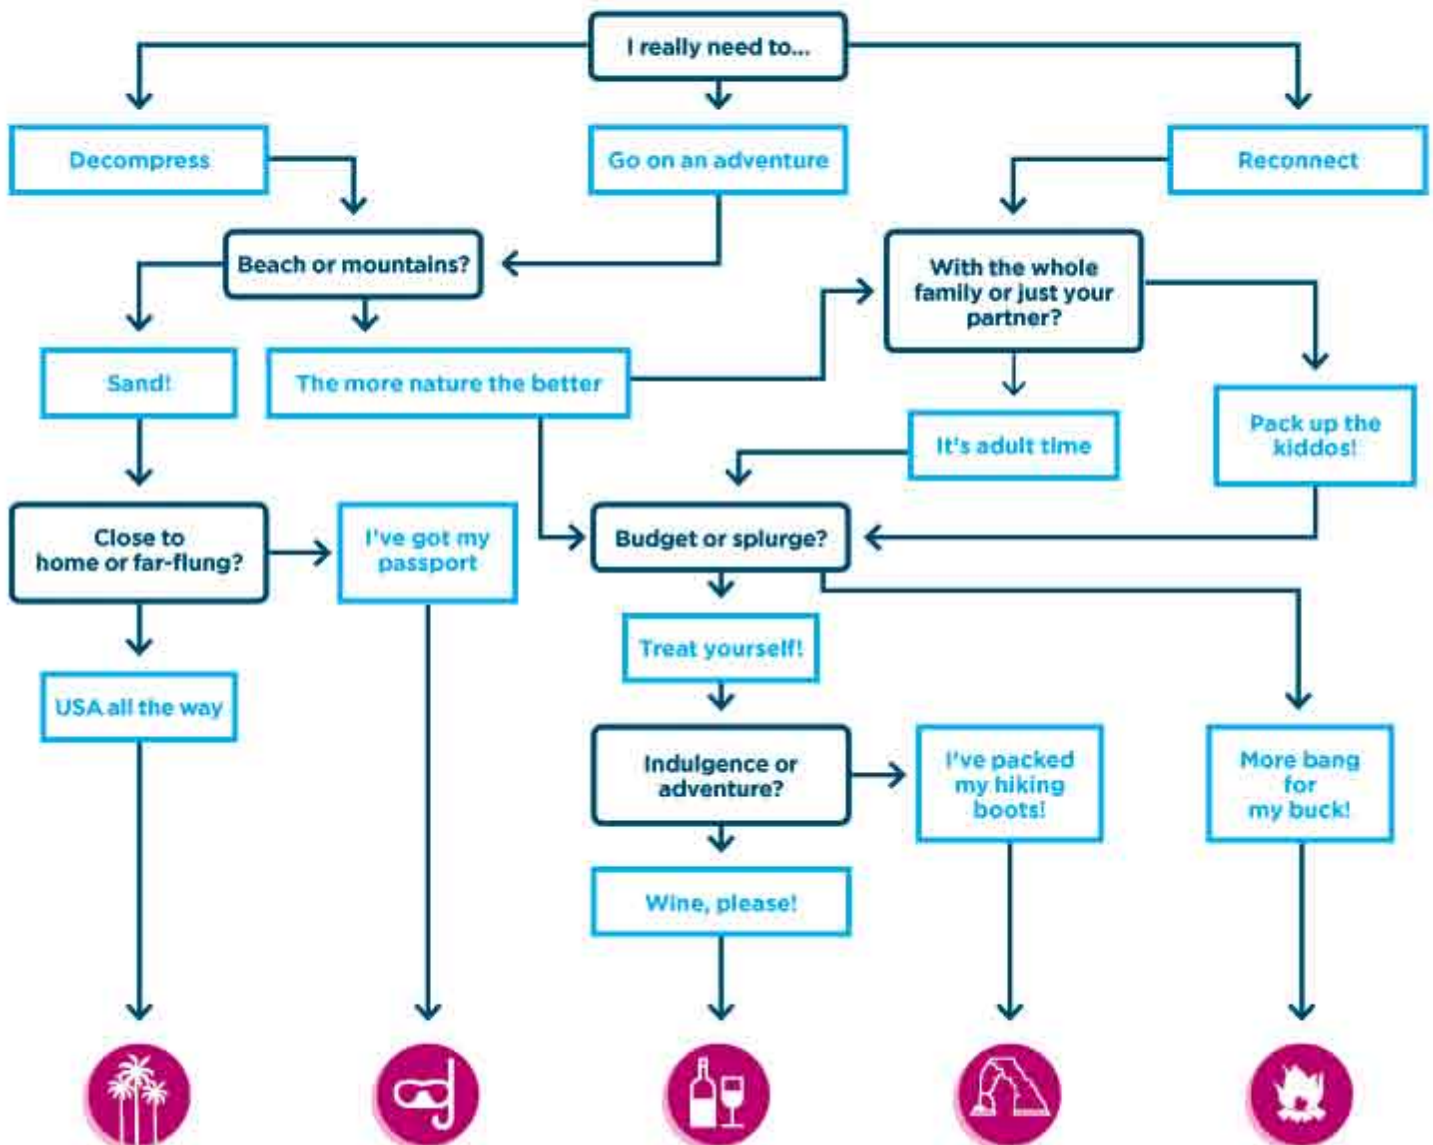 I really need to...
Decompress
Go on an adventure
Reconnect
Beach or mountains?
With the whole
family or just your
partner?
Sand!
The more nature the better
It's adult time
Pack up the
kiddos!
Close to
home or far-flung?
I've got my
passport
Budget or splurge?
Treat yourself!
USA all the way
Indulgence or
adventure?
I've packed
my hiking
boots!
More bang
for
my buck!
Wine, please!